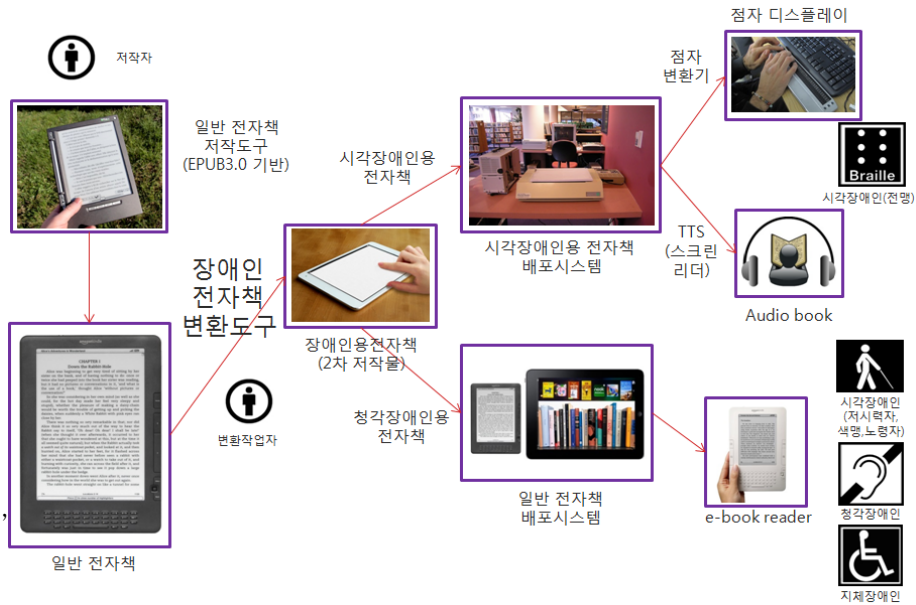 저작자
일반 전자책
저작도구
(EPUB3.0 기반)
일반 전자책
장애인
전자책
변환도구
변환작업자
장애인용전자책
(2차 저작물)
시각장애인용
전자책
시각장애인용 전자책
배포시스템
청각장애인용
전자책
일반 전자책
배포시스템
점자
변환기
점자 디스플레이
TTS
(스크린
리더)
Audio book
e-book reader
Braille
시각장애인(전맹)
시각장애인
(저시력자,
색맹,노령자)
청각장애인
지체장애인
,